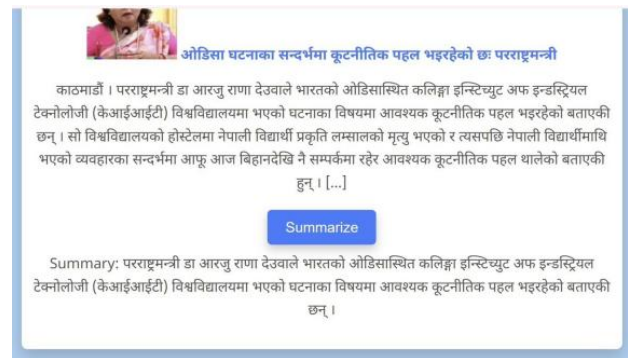 ओडिसा घटनाका सन्दर्भमा कूटनीतिक पहल भइरहेको छः परराष्ट्रमन्त्री
काठमाडौं । परराष्ट्रमन्त्री डा आरजु राणा देउवाले भारतको ओडिसास्थित कलिङ्गा इन्स्टिच्युट अफ इन्डस्ट्रियल
टेक्नोलोजी (केआईआईटी) विश्वविद्यालयमा भएको घटनाका विषयमा आवश्यक कूटनीतिक पहल भइरहेको बताएकी
छन् । सो विश्वविद्यालयको होस्टेलमा नेपाली विद्यार्थी प्रकृति लम्सालको मृत्यु भएको र त्यसपछि नेपाली विद्यार्थीमाथि
भएको व्यवहारका सन्दर्भमा आफू आज बिहानदेखि नै सम्पर्कमा रहेर आवश्यक कूटनीतिक पहल थालेको बताएकी
हुन् । [...]
Summarize
Summary: परराष्ट्रमन्त्री डा आरजु राणा देउवाले भारतको ओडिसास्थित कलिङ्गा इन्स्टिच्युट अफ इन्डस्ट्रियल
टेक्नोलोजी (केआईआईटी) विश्वविद्यालयमा भएको घटनाका विषयमा आवश्यक कूटनीतिक पहल भइरहेको बताएकी
छन् ।